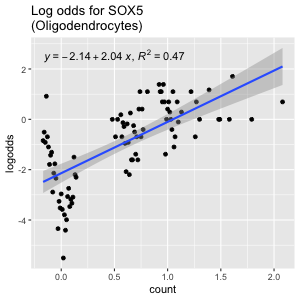 Log odds for SOX5
(Oligodendrocytes)
y = −2.14 + 2.04 x, R² = 0.47
2
0
-2
-4
logodds
0.0 0.5 1.0 1.5 2.0
count